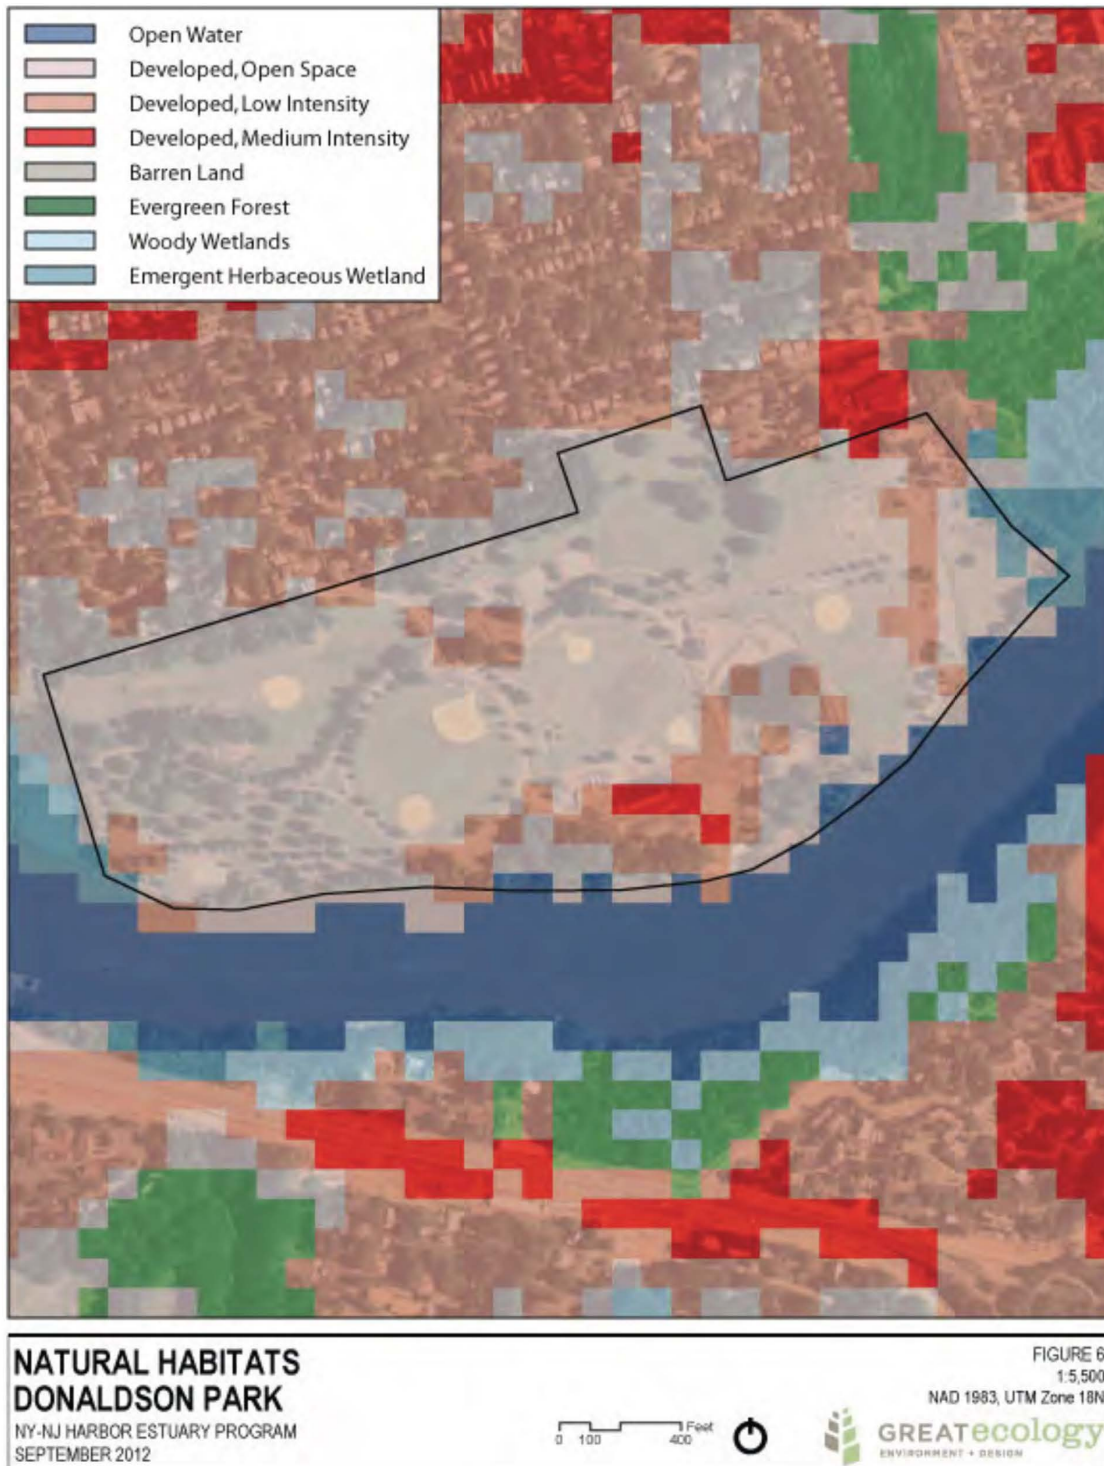 Open Water
Developed, Open Space
Developed, Low Intensity
Developed, Medium Intensity
Barren Land
Evergreen Forest
Woody Wetlands
Emergent Herbaceous Wetland
NATURAL HABITATS
DONALDSON PARK
NY-NJ HARBOR ESTUARY PROGRAM
SEPTEMBER 2012
Feet
0 100 400
FIGURE 6
1:5,500
NAD 1983, UTM Zone 18N
GREATecology
ENVIRONMENT + DESIGN